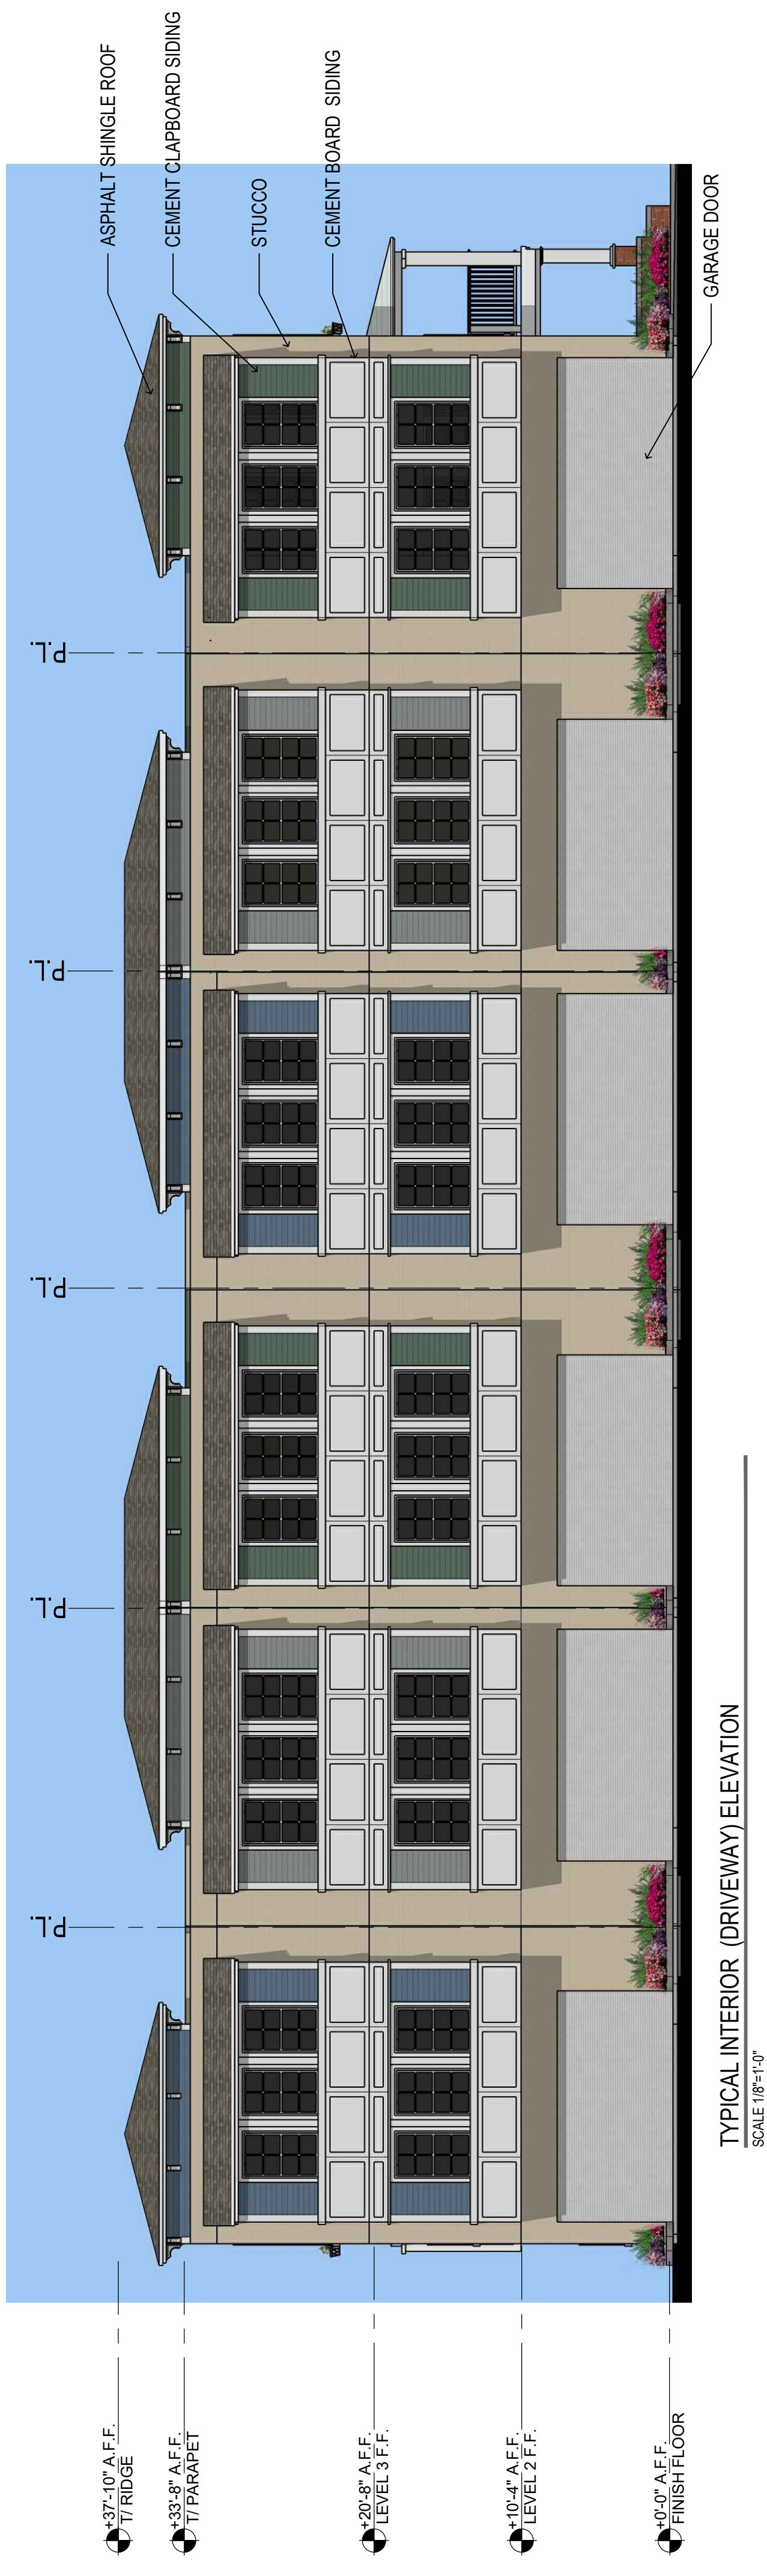 P.L.
P.L.
P.L.
P.L.
P.L.
ASPHALT SHINGLE ROOF
CEMENT CLAPBOARD SIDING
STUCCO
CEMENT BOARD SIDING
GARAGE DOOR
+37'-10" A.F.F.
T/ RIDGE
+33'-8" A.F.F.
T/ PARAPET
+20'-8" A.F.F.
LEVEL 3 F.F.
+10'-4" A.F.F.
LEVEL 2 F.F.
+0'-0" A.F.F.
FINISH FLOOR
TYPICAL INTERIOR (DRIVEWAY) ELEVATION
SCALE 1/8"=1'-0"